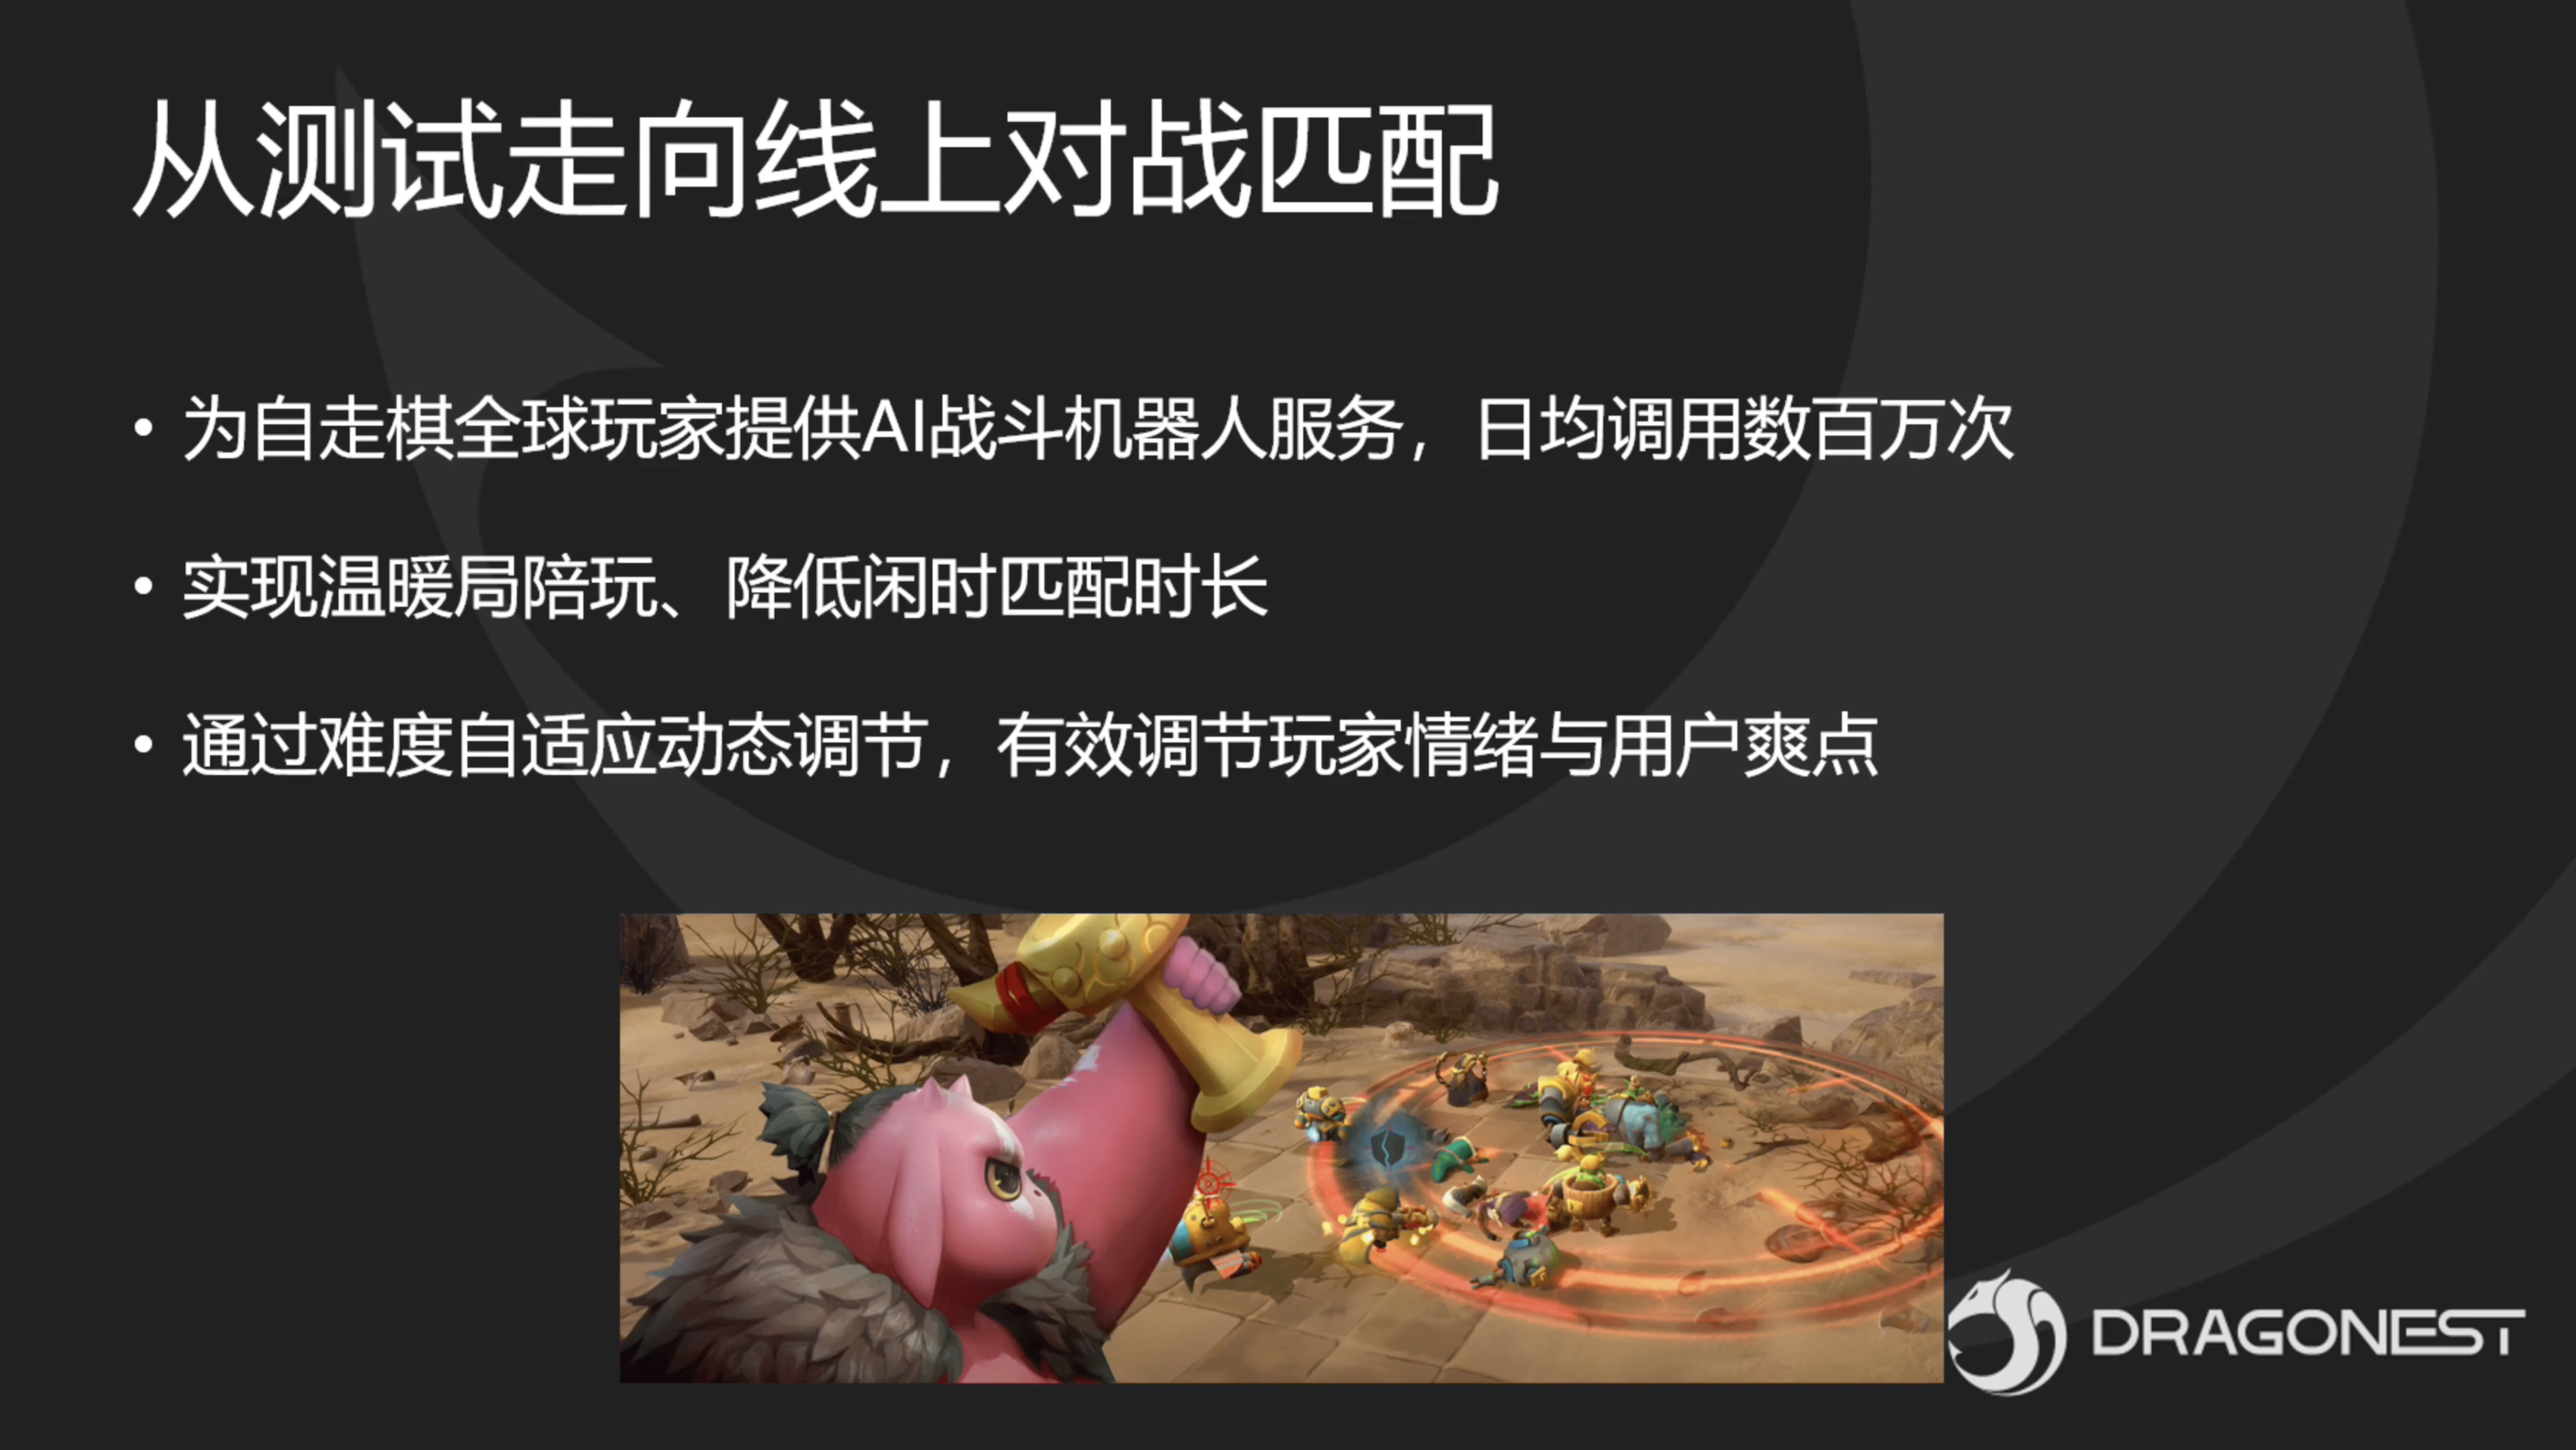 从测试走向线上对战匹配
• 为自走棋全球玩家提供AI战斗机器人服务，日均调用数百万次
• 实现温暖局陪玩、降低闲时匹配时长
• 通过难度自适应动态调节，有效调节玩家情绪与用户爽点
DRAGONEST